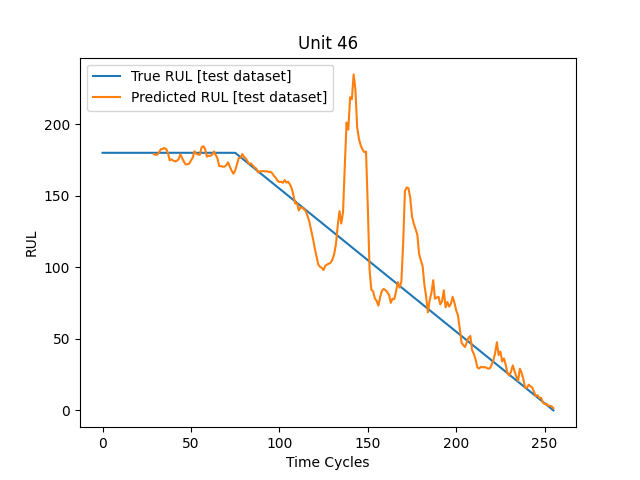 Unit 46
True RUL [test dataset]
Predicted RUL [test dataset]
RUL
200
150
100
50
0
0 50 100 150 200 250
Time Cycles